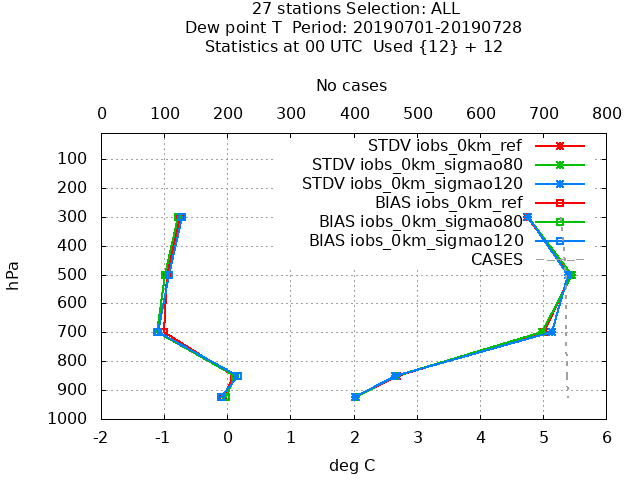 27 stations Selection: ALL
Dew point T  Period: 20190701-20190728
Statistics at 00 UTC  Used {12} + 12
No cases
0 100 200 300 400 500 600 700 800
STDV iobs_0km_ref
STDV iobs_0km_sigmao80
STDV iobs_0km_sigmao120
BIAS iobs_0km_ref
BIAS iobs_0km_sigmao80
BIAS iobs_0km_sigmao120
CASES
hPa
100
200
300
400
500
600
700
800
900
1000
-2 -1 0 1 2 3 4 5 6
deg C